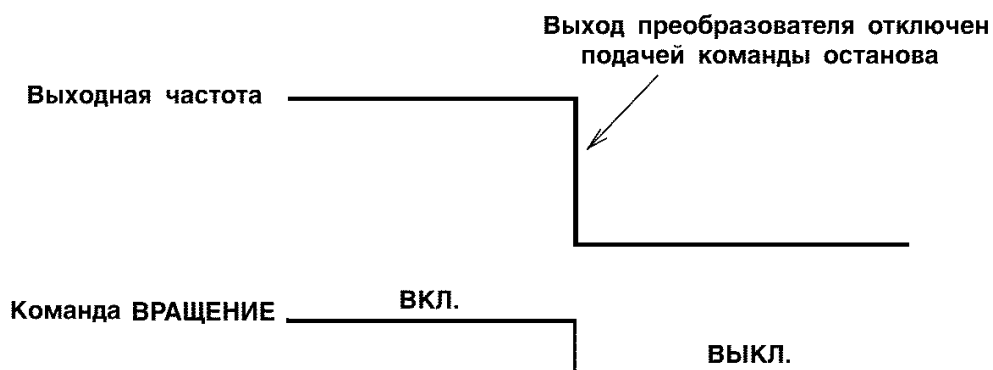 Выход преобразователя отключен
подачей команды останова
Выходная частота
Команда ВРАЩЕНИЕ
ВКЛ.
ВЫКЛ.